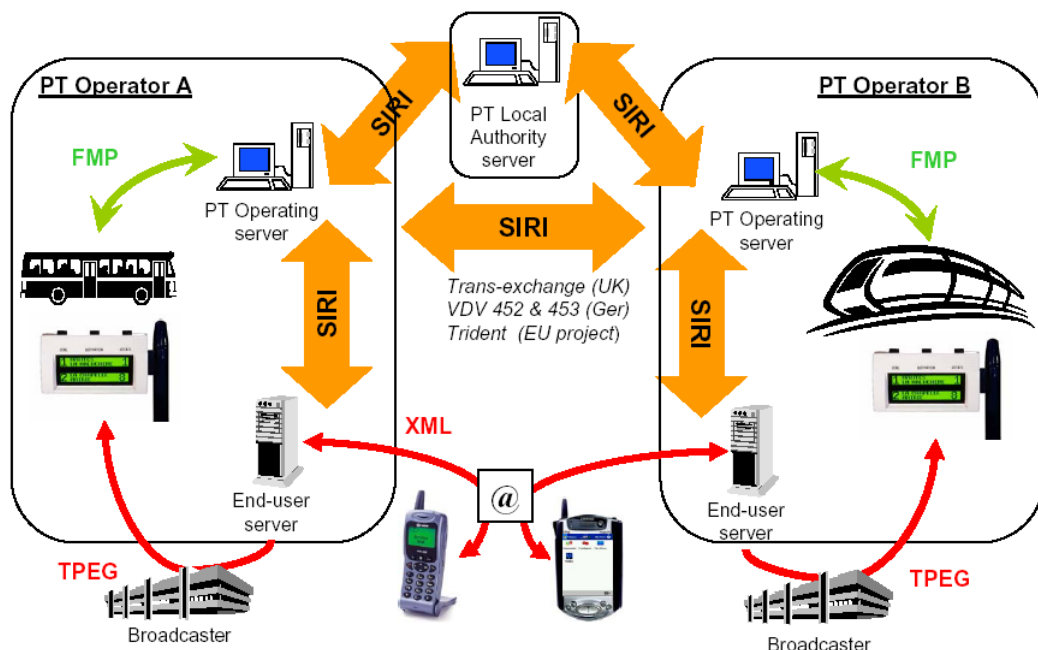 PT Operator A
FMP
PT Operating
server
SIRI
PT Local
Authority
server
SIRI
PT Operator B
FMP
PT Operating
server
SIRI
Trans-exchange (UK)
VDV 452 & 453 (Ger)
Trident (EU project)
SIRI
SIRI
XML
@
End-user
server
End-user
server
TPEG
Broadcaster
TPEG
Broadcaster